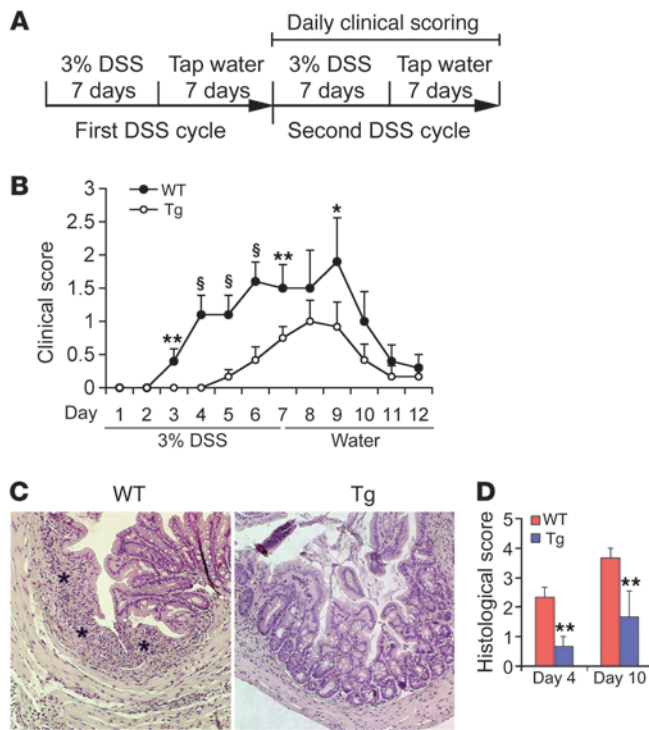 A
Daily clinical scoring
3% DSS Tap water 3% DSS Tap water
7 days 7 days 7 days 7 days
First DSS cycle Second DSS cycle
B
3
2.5
2
1.5
1
0.5
0
Clinical score
WT
Tg
** § § § ** *
Day 1 2 3 4 5 6 7 8 9 10 11 12
3% DSS Water
C
WT Tg
* * *
D
5
4
3
2
1
0
Histological score
WT
Tg
** **
Day 4 Day 10